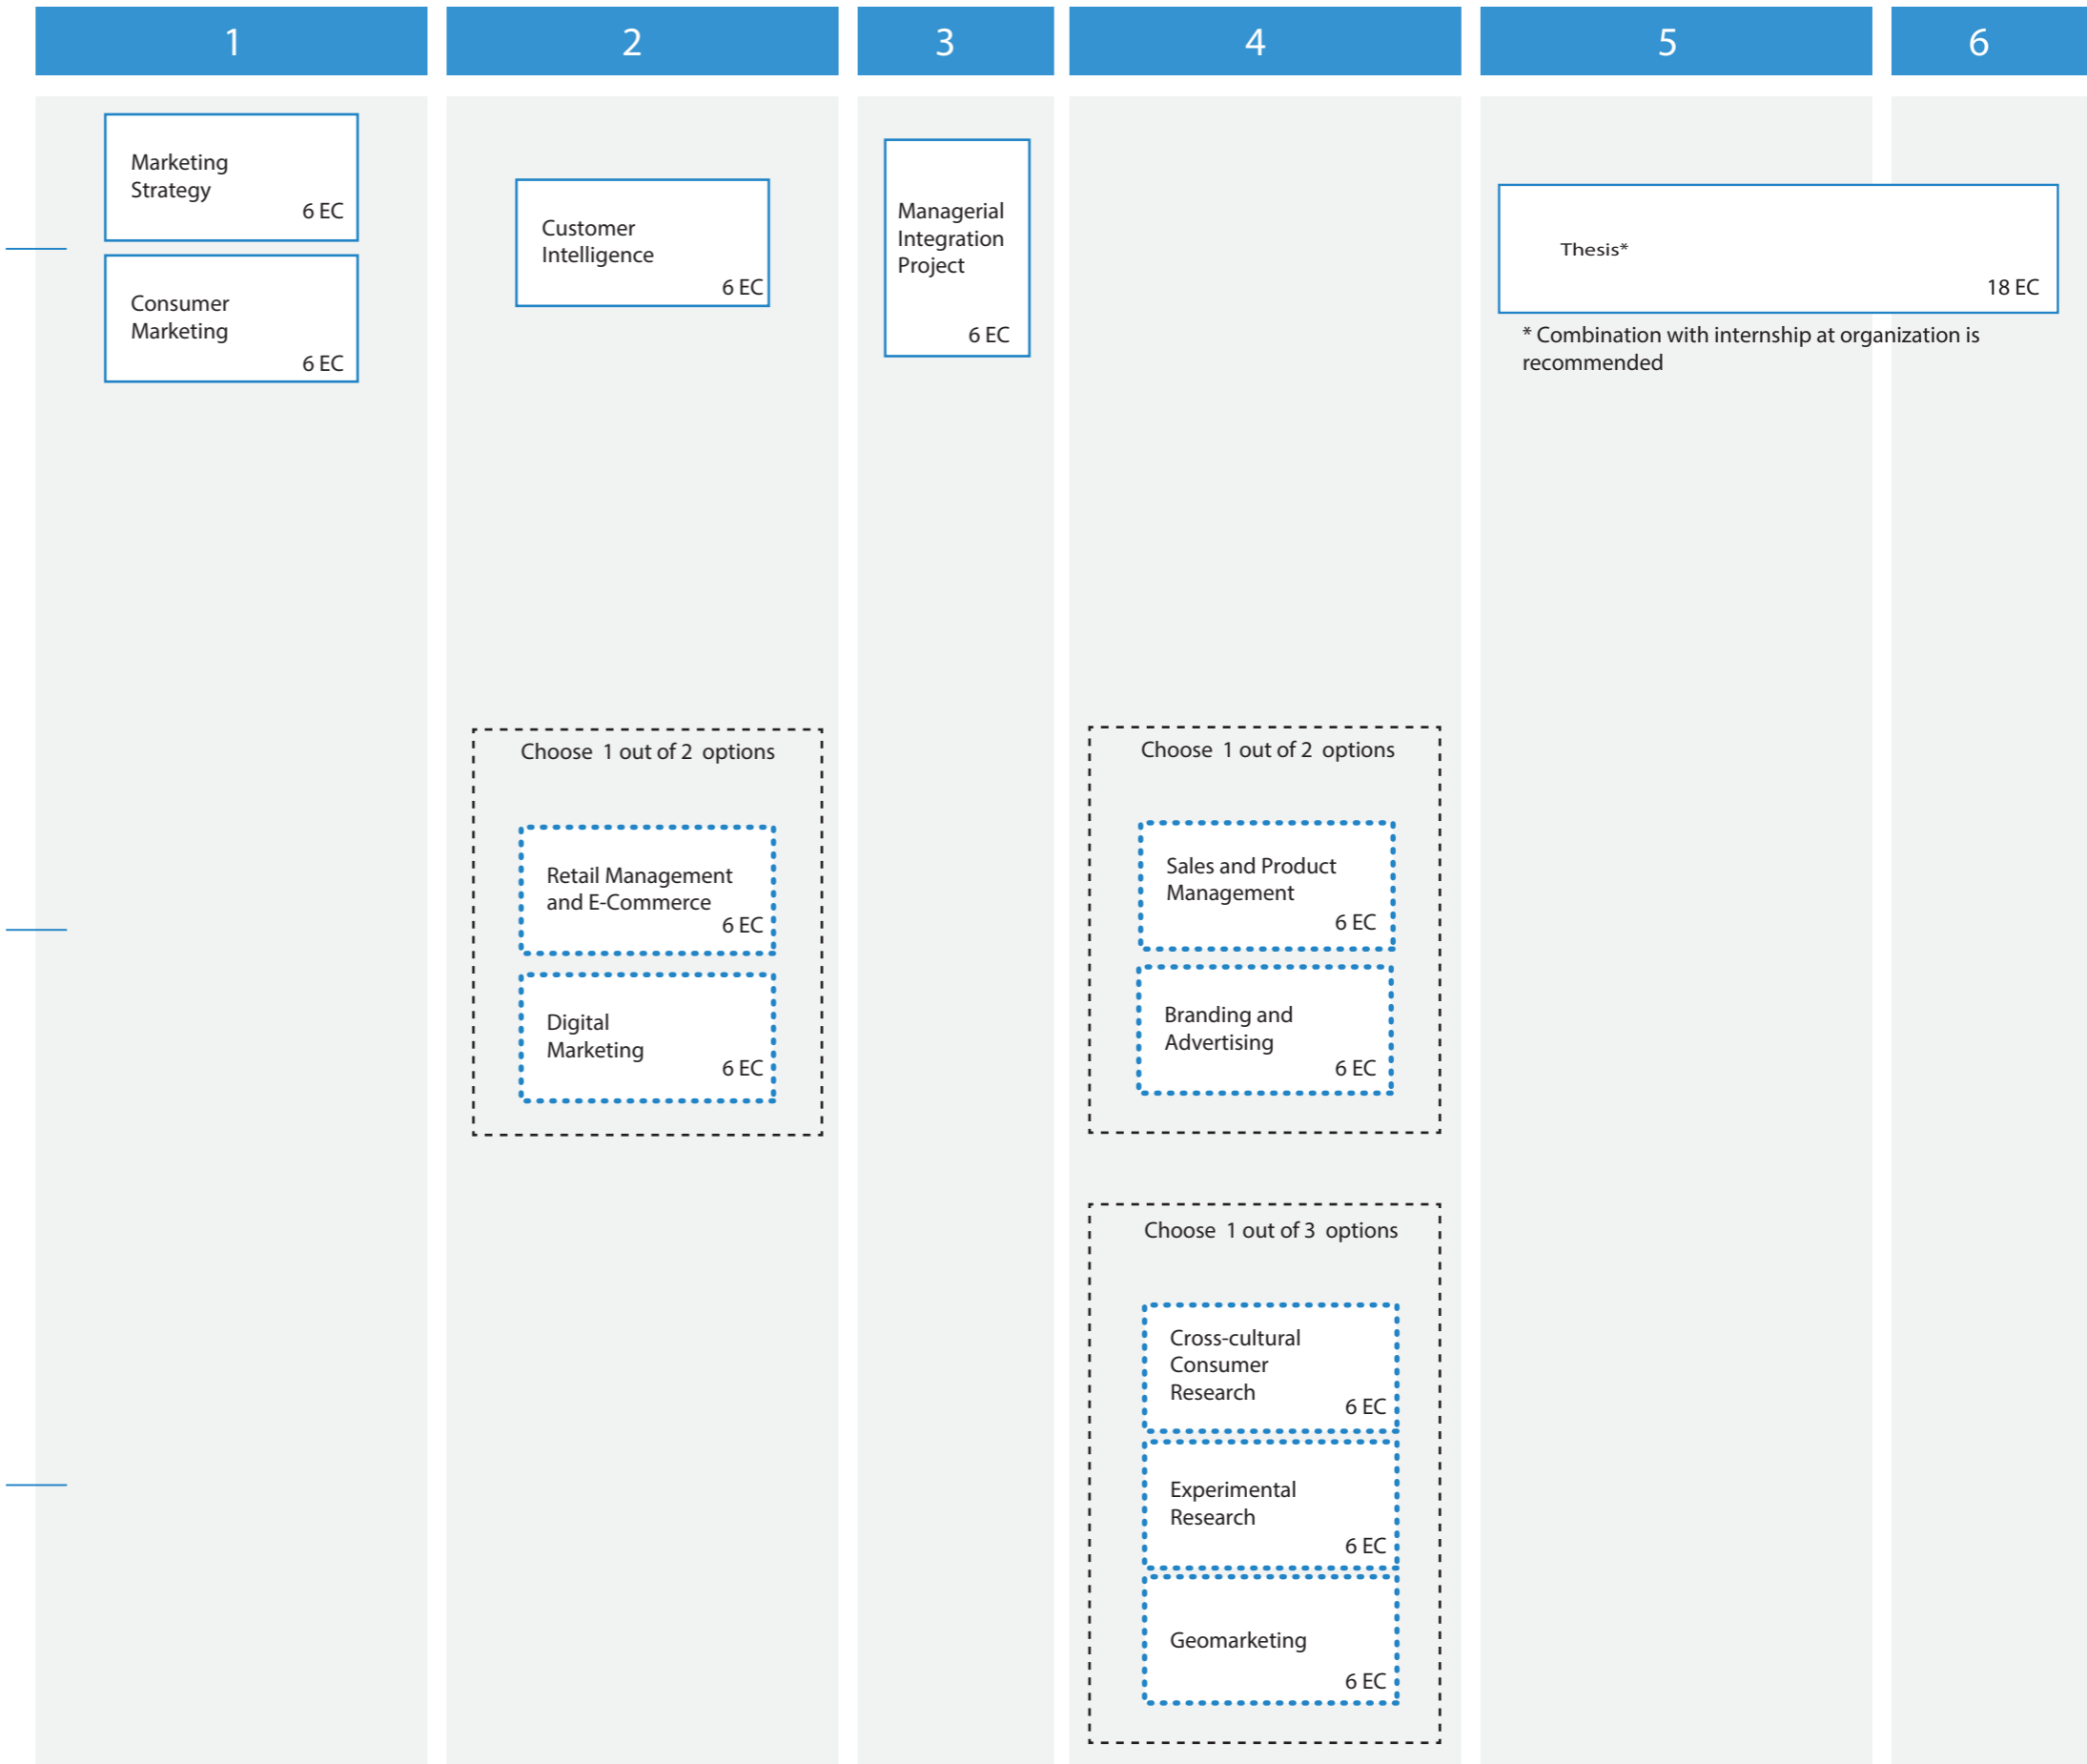 1
2
3
4
5
6
Marketing
Strategy
6 EC
Consumer
Marketing
6 EC
Customer
Intelligence
6 EC
Managerial
Integration
Project
6 EC
Thesis*
18 EC
* Combination with internship at organization is
recommended
Choose 1 out of 2 options
Retail Management
and E-Commerce
6 EC
Digital
Marketing
6 EC
Choose 1 out of 2 options
Sales and Product
Management
6 EC
Branding and
Advertising
6 EC
Choose 1 out of 3 options
Cross-cultural
Consumer
Research
6 EC
Experimental
Research
6 EC
Geomarketing
6 EC